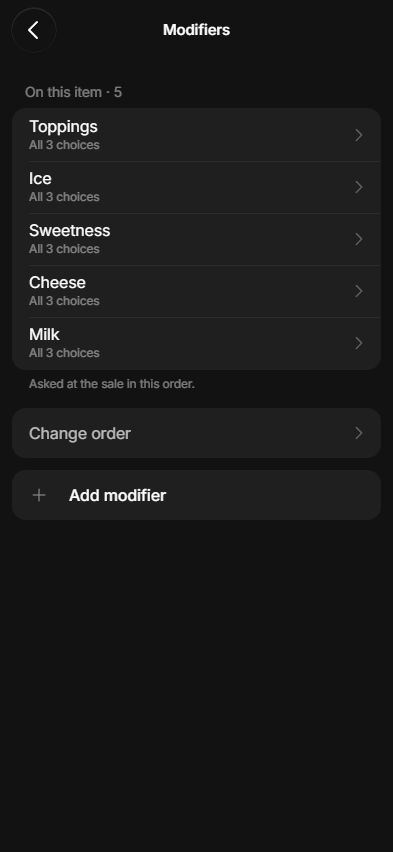 Modifiers
On this item · 5
Toppings
All 3 choices
Ice
All 3 choices
Sweetness
All 3 choices
Cheese
All 3 choices
Milk
All 3 choices
Asked at the sale in this order.
Change order
Add modifier